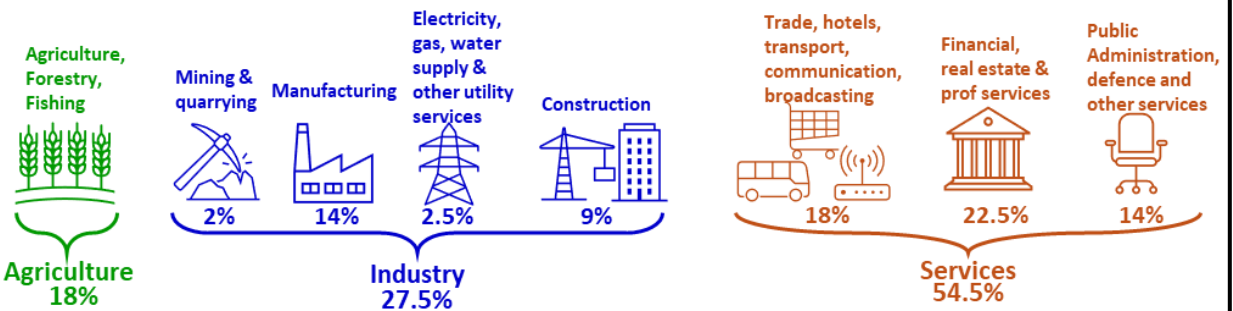 Agriculture,
Forestry,
Fishing
18%
Agriculture
Mining &
quarrying
2%
Manufacturing
14%
Electricity,
gas, water
supply &
other utility
services
2.5%
Construction
9%
Industry
27.5%
Trade, hotels,
transport,
communication,
broadcasting
18%
Financial,
real estate &
prof services
22.5%
Public
Administration,
defence and
other services
14%
Services
54.5%